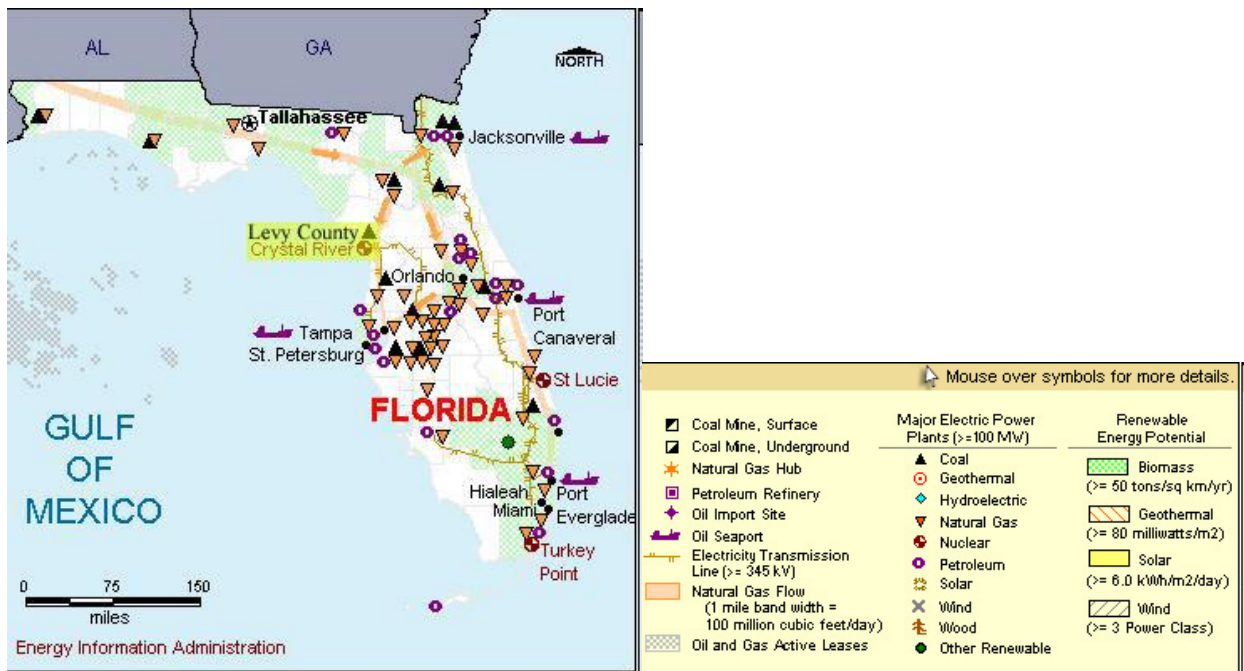 AL
GA
NORTH
Tallahassee
Jacksonville
Levy County
Crystal River
Orlando
Port
Canaveral
Tampa
St. Petersburg
St Lucie
FLORIDA
GULF
OF
MEXICO
Hialeah
Port
Miami
Everglade
Turkey
Point
0 75 150
miles
Energy Information Administration
Mouse over symbols for more details.
Coal Mine, Surface
Coal Mine, Underground
Natural Gas Hub
Petroleum Refinery
Oil Import Site
Oil Seaport
Electricity Transmission
Line (>= 345 kV)
Natural Gas Flow
(1 mile band width =
100 million cubic feet/day)
Oil and Gas Active Leases
Major Electric Power
Plants (>=100 MW)
Coal
Geothermal
Hydroelectric
Natural Gas
Nuclear
Petroleum
Solar
Wind
Wood
Other Renewable
Renewable
Energy Potential
Biomass
(>= 50 tons/sq km/yr)
Geothermal
(>= 80 milliwatts/m2)
Solar
(>= 6.0 kWh/m2/day)
Wind
(>= 3 Power Class)